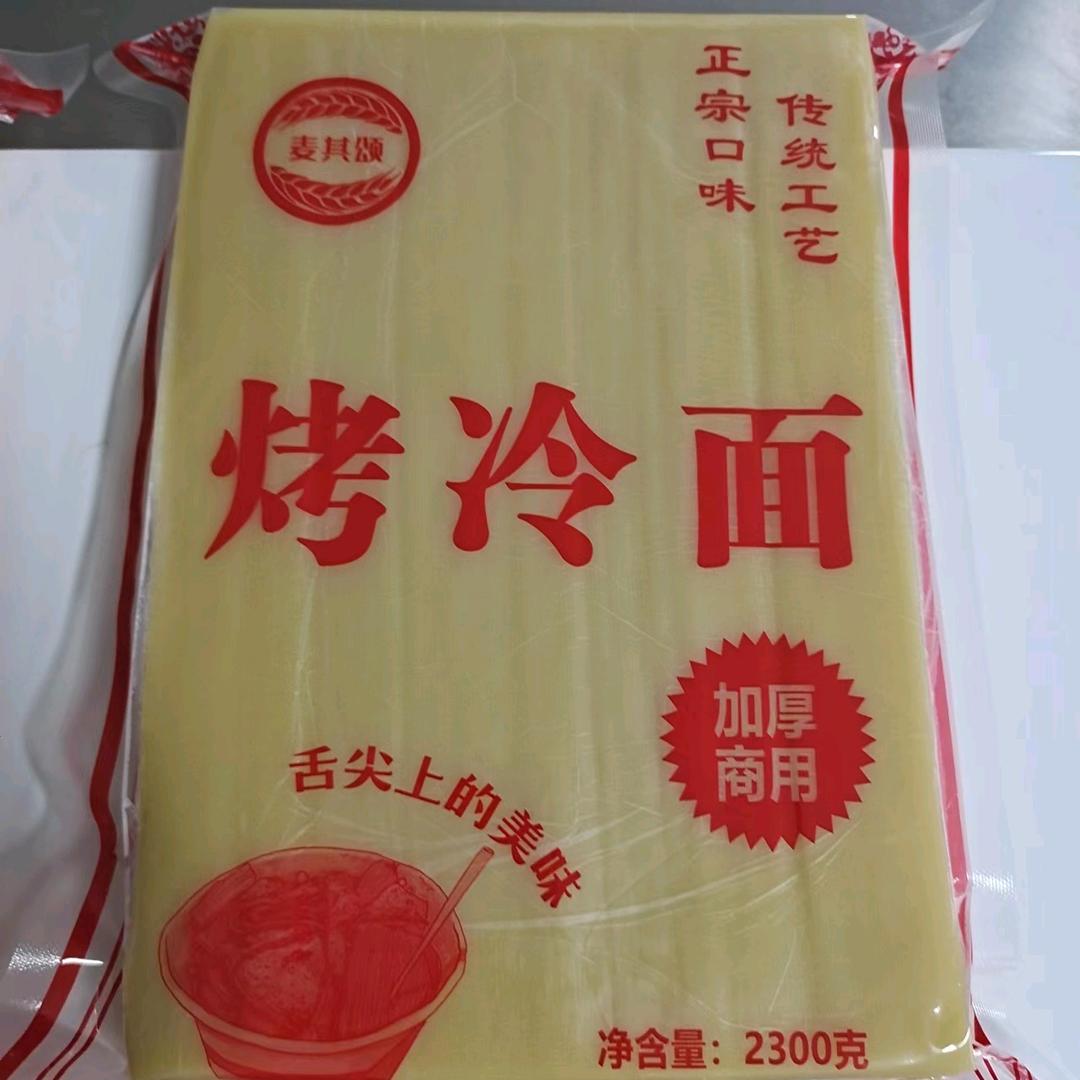 麦其颂
传统工艺
正宗口味
烤冷面
加厚
商用
舌尖上的美味
净含量：2300克